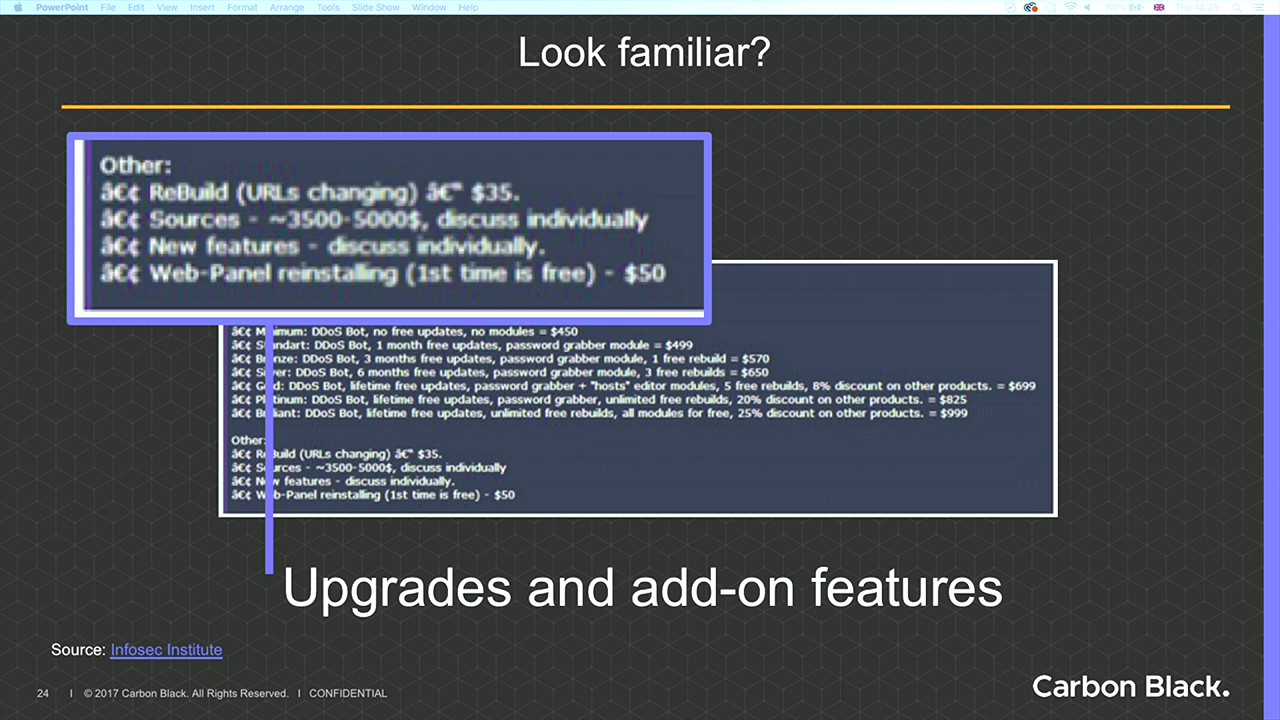 PowerPoint File Edit View Insert Format Arrange Tools Slide Show Window Help 100% Thu 14:39
Look familiar?
Other:
• ReBuild (URLs changing) â€" $35.
• Sources - ~3500-5000$, discuss individually
• New features - discuss individually.
• Web-Panel reinstalling (1st time is free) - $50
• Minimum: DDoS Bot, no free updates, no modules = $450
• Standart: DDoS Bot, 1 month free updates, password grabber module = $499
• Bronze: DDoS Bot, 3 months free updates, password grabber module, 1 free rebuild = $570
• Silver: DDoS Bot, 6 months free updates, password grabber module, 3 free rebuilds = $650
• Gold: DDoS Bot, lifetime free updates, password grabber + "hosts" editor modules, 5 free rebuilds, 8% discount on other products. = $699
• Platinum: DDoS Bot, lifetime free updates, password grabber, unlimited free rebuilds, 20% discount on other products. = $825
• Briliant: DDoS Bot, lifetime free updates, unlimited free rebuilds, all modules for free, 25% discount on other products. = $999
Other:
• ReBuild (URLs changing) â€" $35.
• Sources - ~3500-5000$, discuss individually
• New features - discuss individually.
• Web-Panel reinstalling (1st time is free) - $50
Upgrades and add-on features
Source: Infosec Institute
24 | © 2017 Carbon Black. All Rights Reserved. | CONFIDENTIAL
Carbon Black.